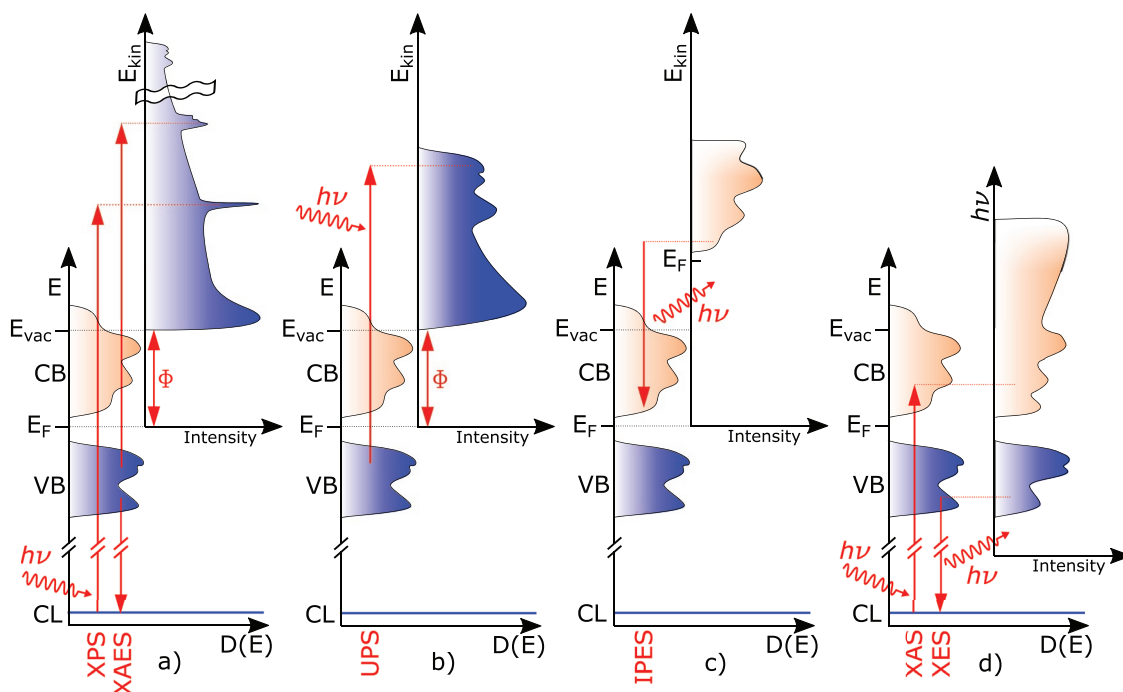 E_kin
hν
E
E_vac
CB
Φ
E_F
Intensity
VB
hν
CL
D(E)
XPS
XAES
a)
E_kin
hν
E
E_vac
CB
Φ
E_F
Intensity
VB
CL
D(E)
UPS
b)
E_kin
E_F
hν
E
E_vac
CB
E_F
Intensity
VB
CL
D(E)
IPES
c)
hν
E
E_vac
CB
E_F
VB
hν
hν
Intensity
CL
D(E)
XAS
XES
d)